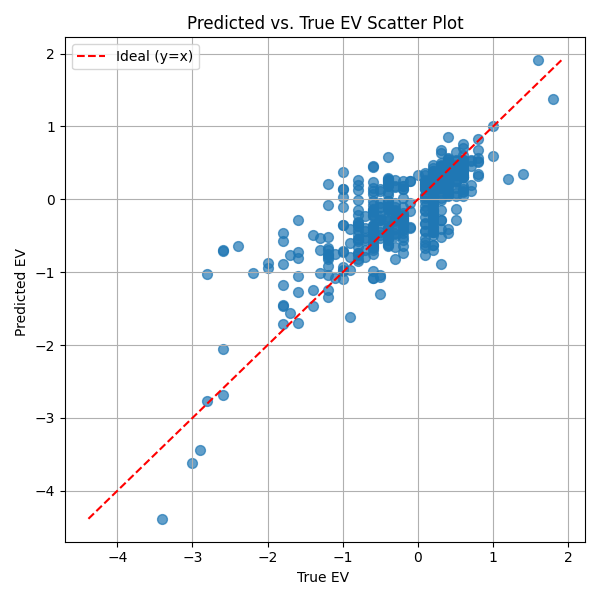 Predicted vs. True EV Scatter Plot
Ideal (y=x)
2
1
0
−1
−2
−3
−4
Predicted EV
−4 −3 −2 −1 0 1 2
True EV